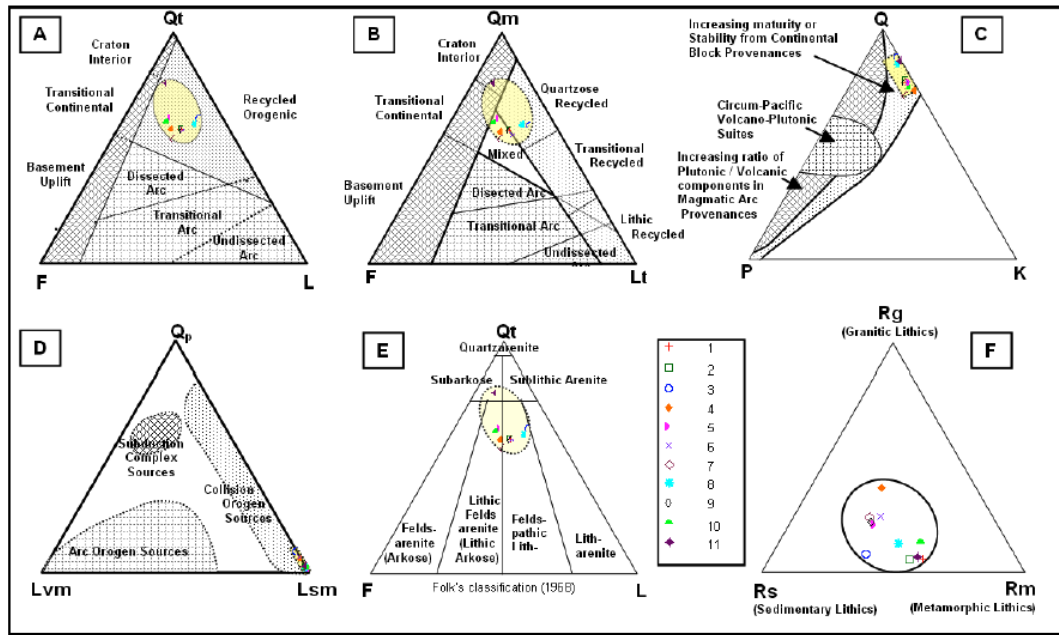 A
Qt
Craton
Interior
Transitional
Continental
Recycled
Orogenic
Basement
Uplift
Dissected
Arc
Transitional
Arc
Undissected
Arc
F
L
B
Qm
Craton
Interior
Transitional
Continental
Quartzose
Recycled
Mixed
Transitional
Recycled
Basement
Uplift
Disected Arc
Transitional Arc
Lithic
Recycled
Undissected
Arc
F
Lt
C
Q
Increasing maturity or
Stability from Continental
Block Provenances
Circum-Pacific
Volcano-Plutonic
Suites
Increasing ratio of
Plutonic / Volcanic
components in
Magmatic Arc
Provenances
P
K
D
Qp
Subduction
Complex
Sources
Collision
Orogen
Sources
Arc Orogen Sources
Lvm
Lsm
E
Qt
Quartzarenite
Subarkose
Sublithic Arenite
Felds-
arenite
(Arkose)
Lithic
Felds
arenite
(Lithic
Arkose)
Felds-
pathic
Lith-
Lith-
arenite
F
L
Folk's classification (1968)
1
2
3
4
5
6
7
8
9
10
11
F
Rg
(Granitic Lithics)
Rs
(Sedimentary Lithics)
Rm
(Metamorphic Lithics)